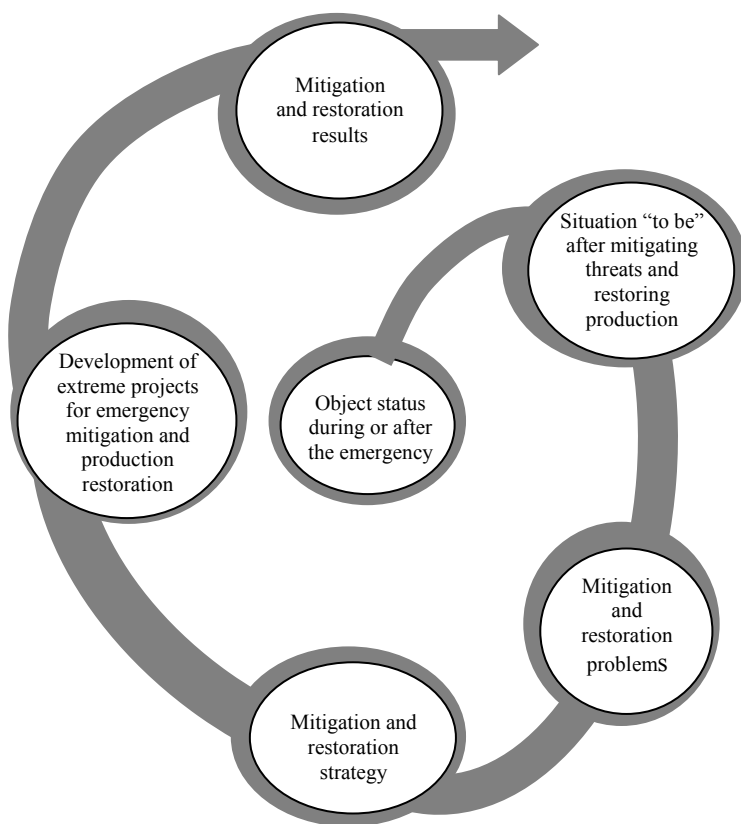 Mitigation
and restoration
results
Situation “to be”
after mitigating
threats and
restoring
production
Development of
extreme projects
for emergency
mitigation and
production
restoration
Object status
during or after
the emergency
Mitigation
and
restoration
problems
Mitigation and
restoration
strategy